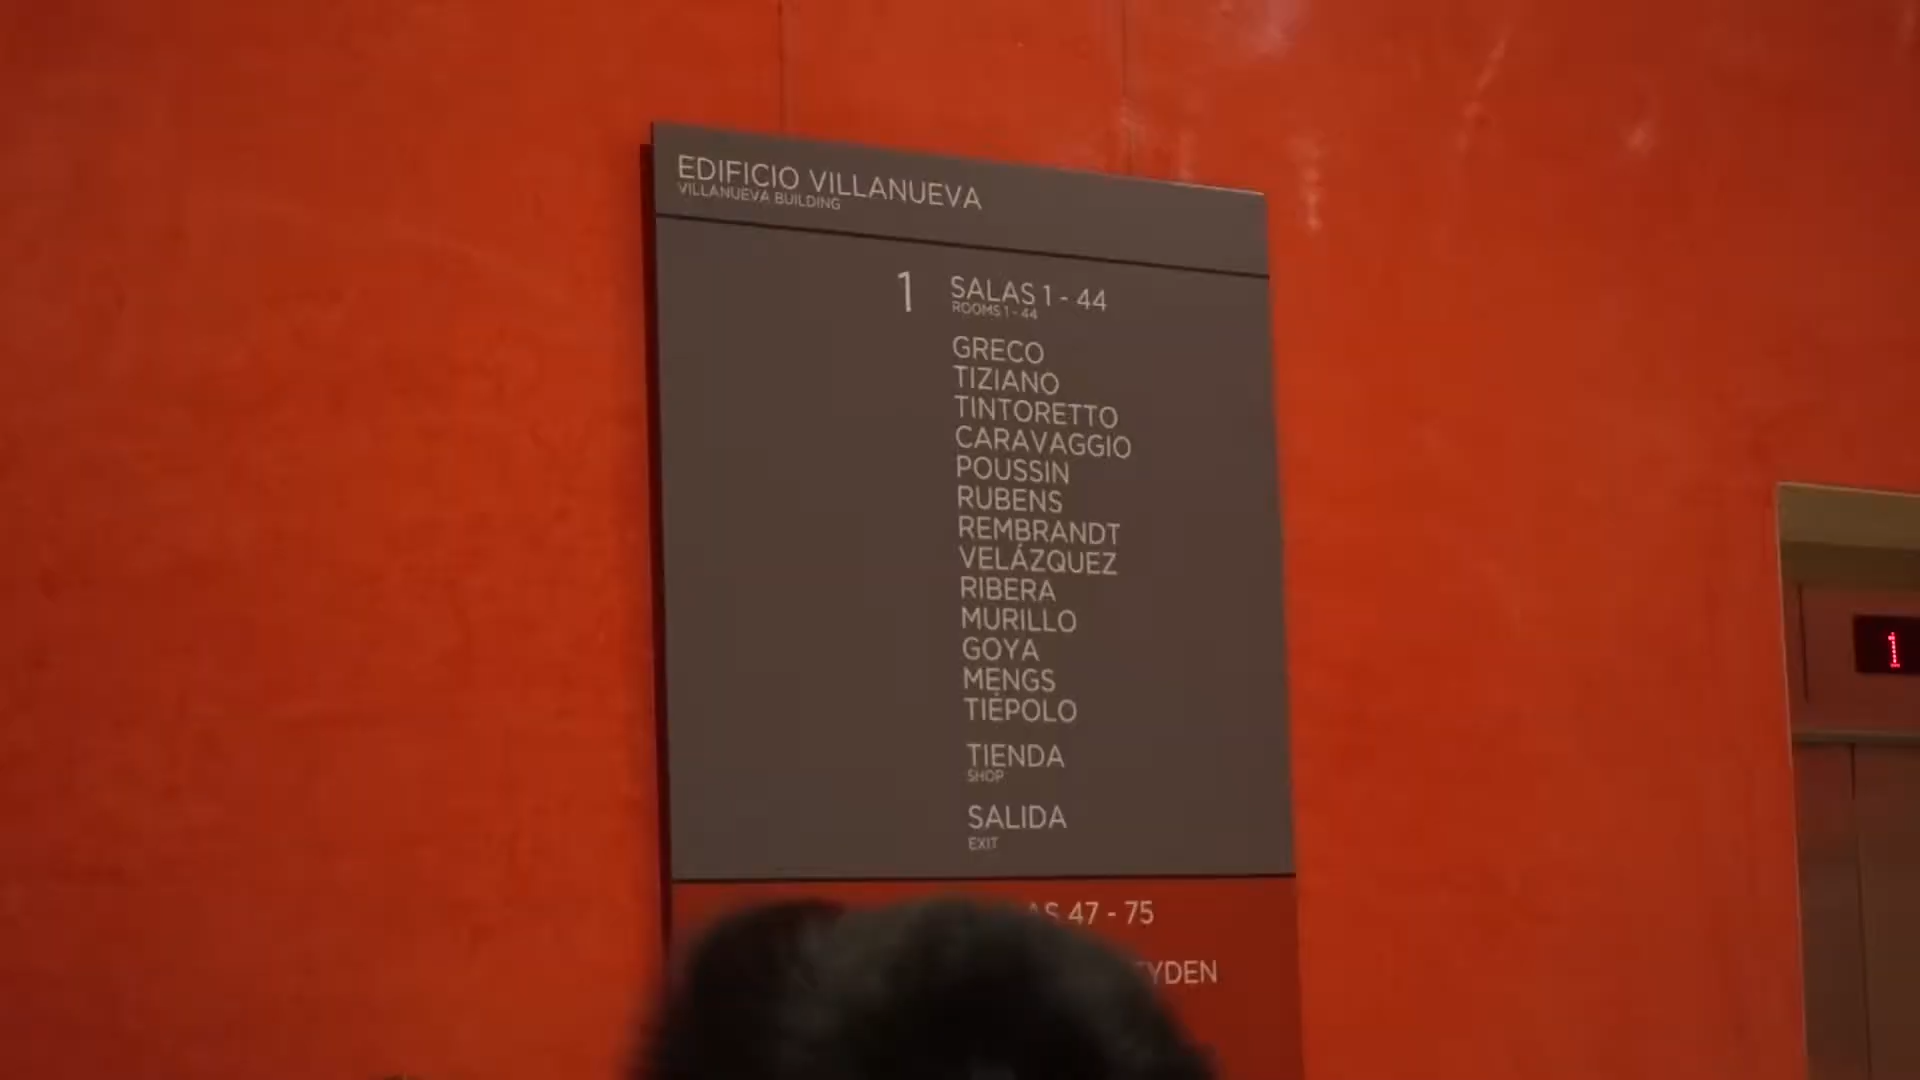 EDIFICIO VILLANUEVA
VILLANUEVA BUILDING
1 SALAS 1 - 44
ROOMS 1 - 44
GRECO
TIZIANO
TINTORETTO
CARAVAGGIO
POUSSIN
RUBENS
REMBRANDT
VELÁZQUEZ
RIBERA
MURILLO
GOYA
MENGS
TIÉPOLO
TIENDA
SHOP
SALIDA
EXIT
47 - 75
1